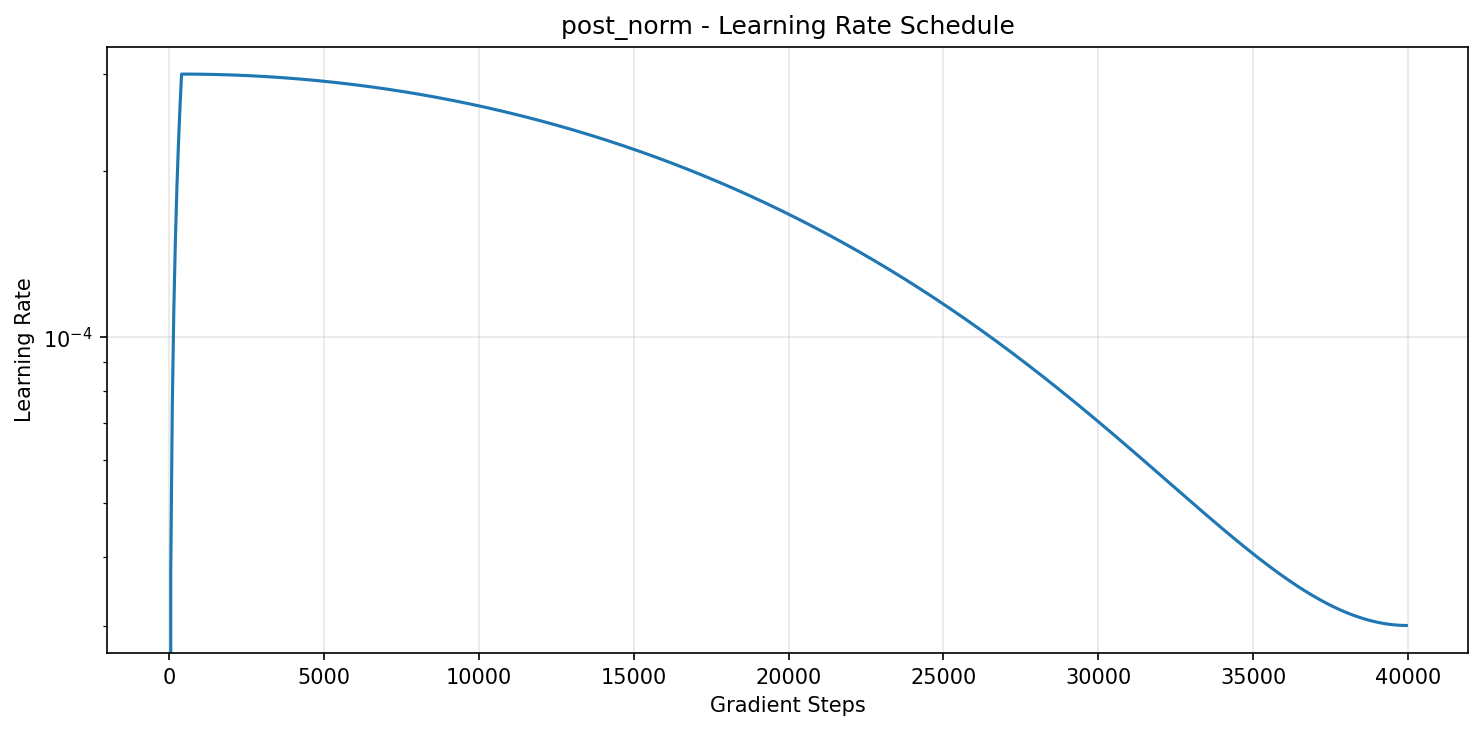 post_norm - Learning Rate Schedule
Learning Rate
10⁻⁴
0 5000 10000 15000 20000 25000 30000 35000 40000
Gradient Steps